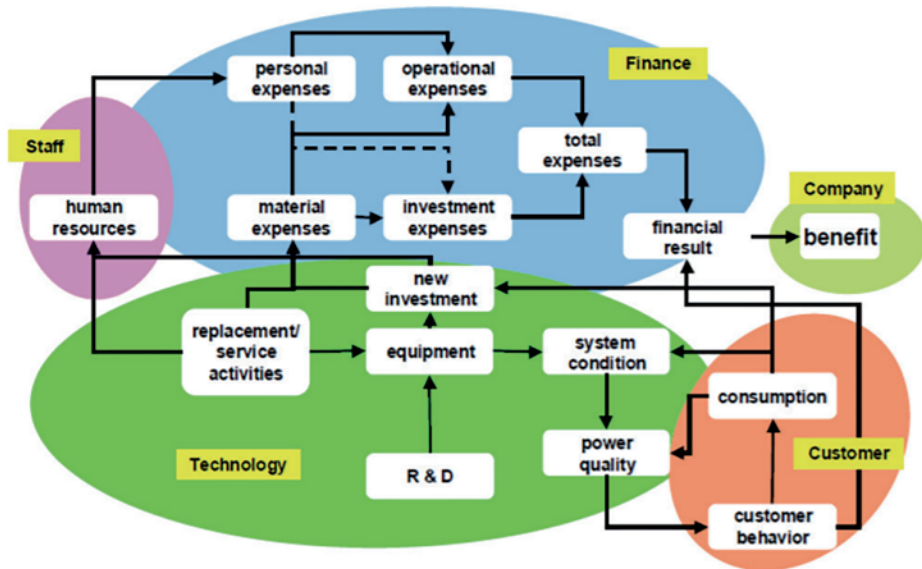 personal
expenses
operational
expenses
Finance
Staff
total
expenses
Company
human
resources
material
expenses
investment
expenses
financial
result
benefit
new
investment
replacement/
service
activities
equipment
system
condition
consumption
Technology
R & D
power
quality
Customer
customer
behavior